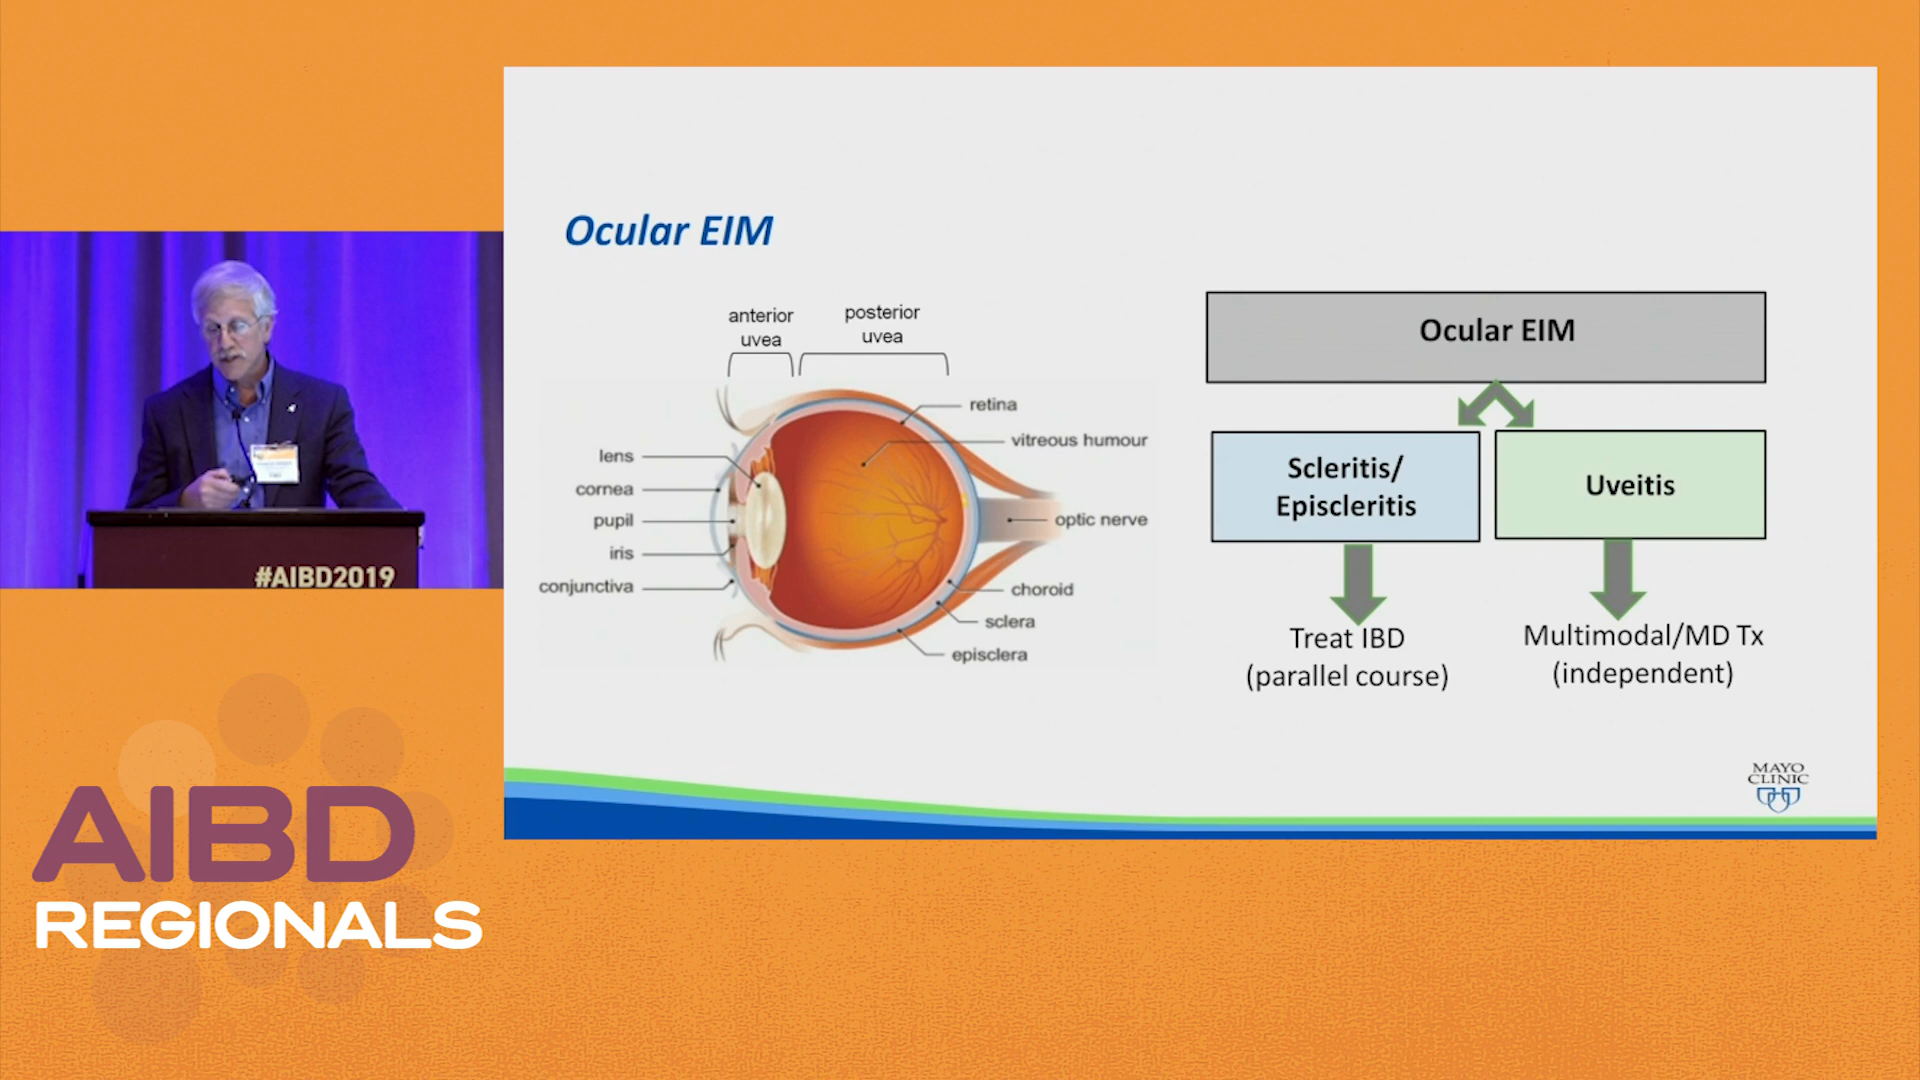 Ocular EIM
anterior
uvea
posterior
uvea
retina
vitreous humour
lens
cornea
pupil
iris
conjunctiva
optic nerve
choroid
sclera
episclera
Ocular EIM
Scleritis/
Episcleritis
Uveitis
Treat IBD
(parallel course)
Multimodal/MD Tx
(independent)
MAYO
CLINIC
#AIBD2019
AIBD
REGIONALS